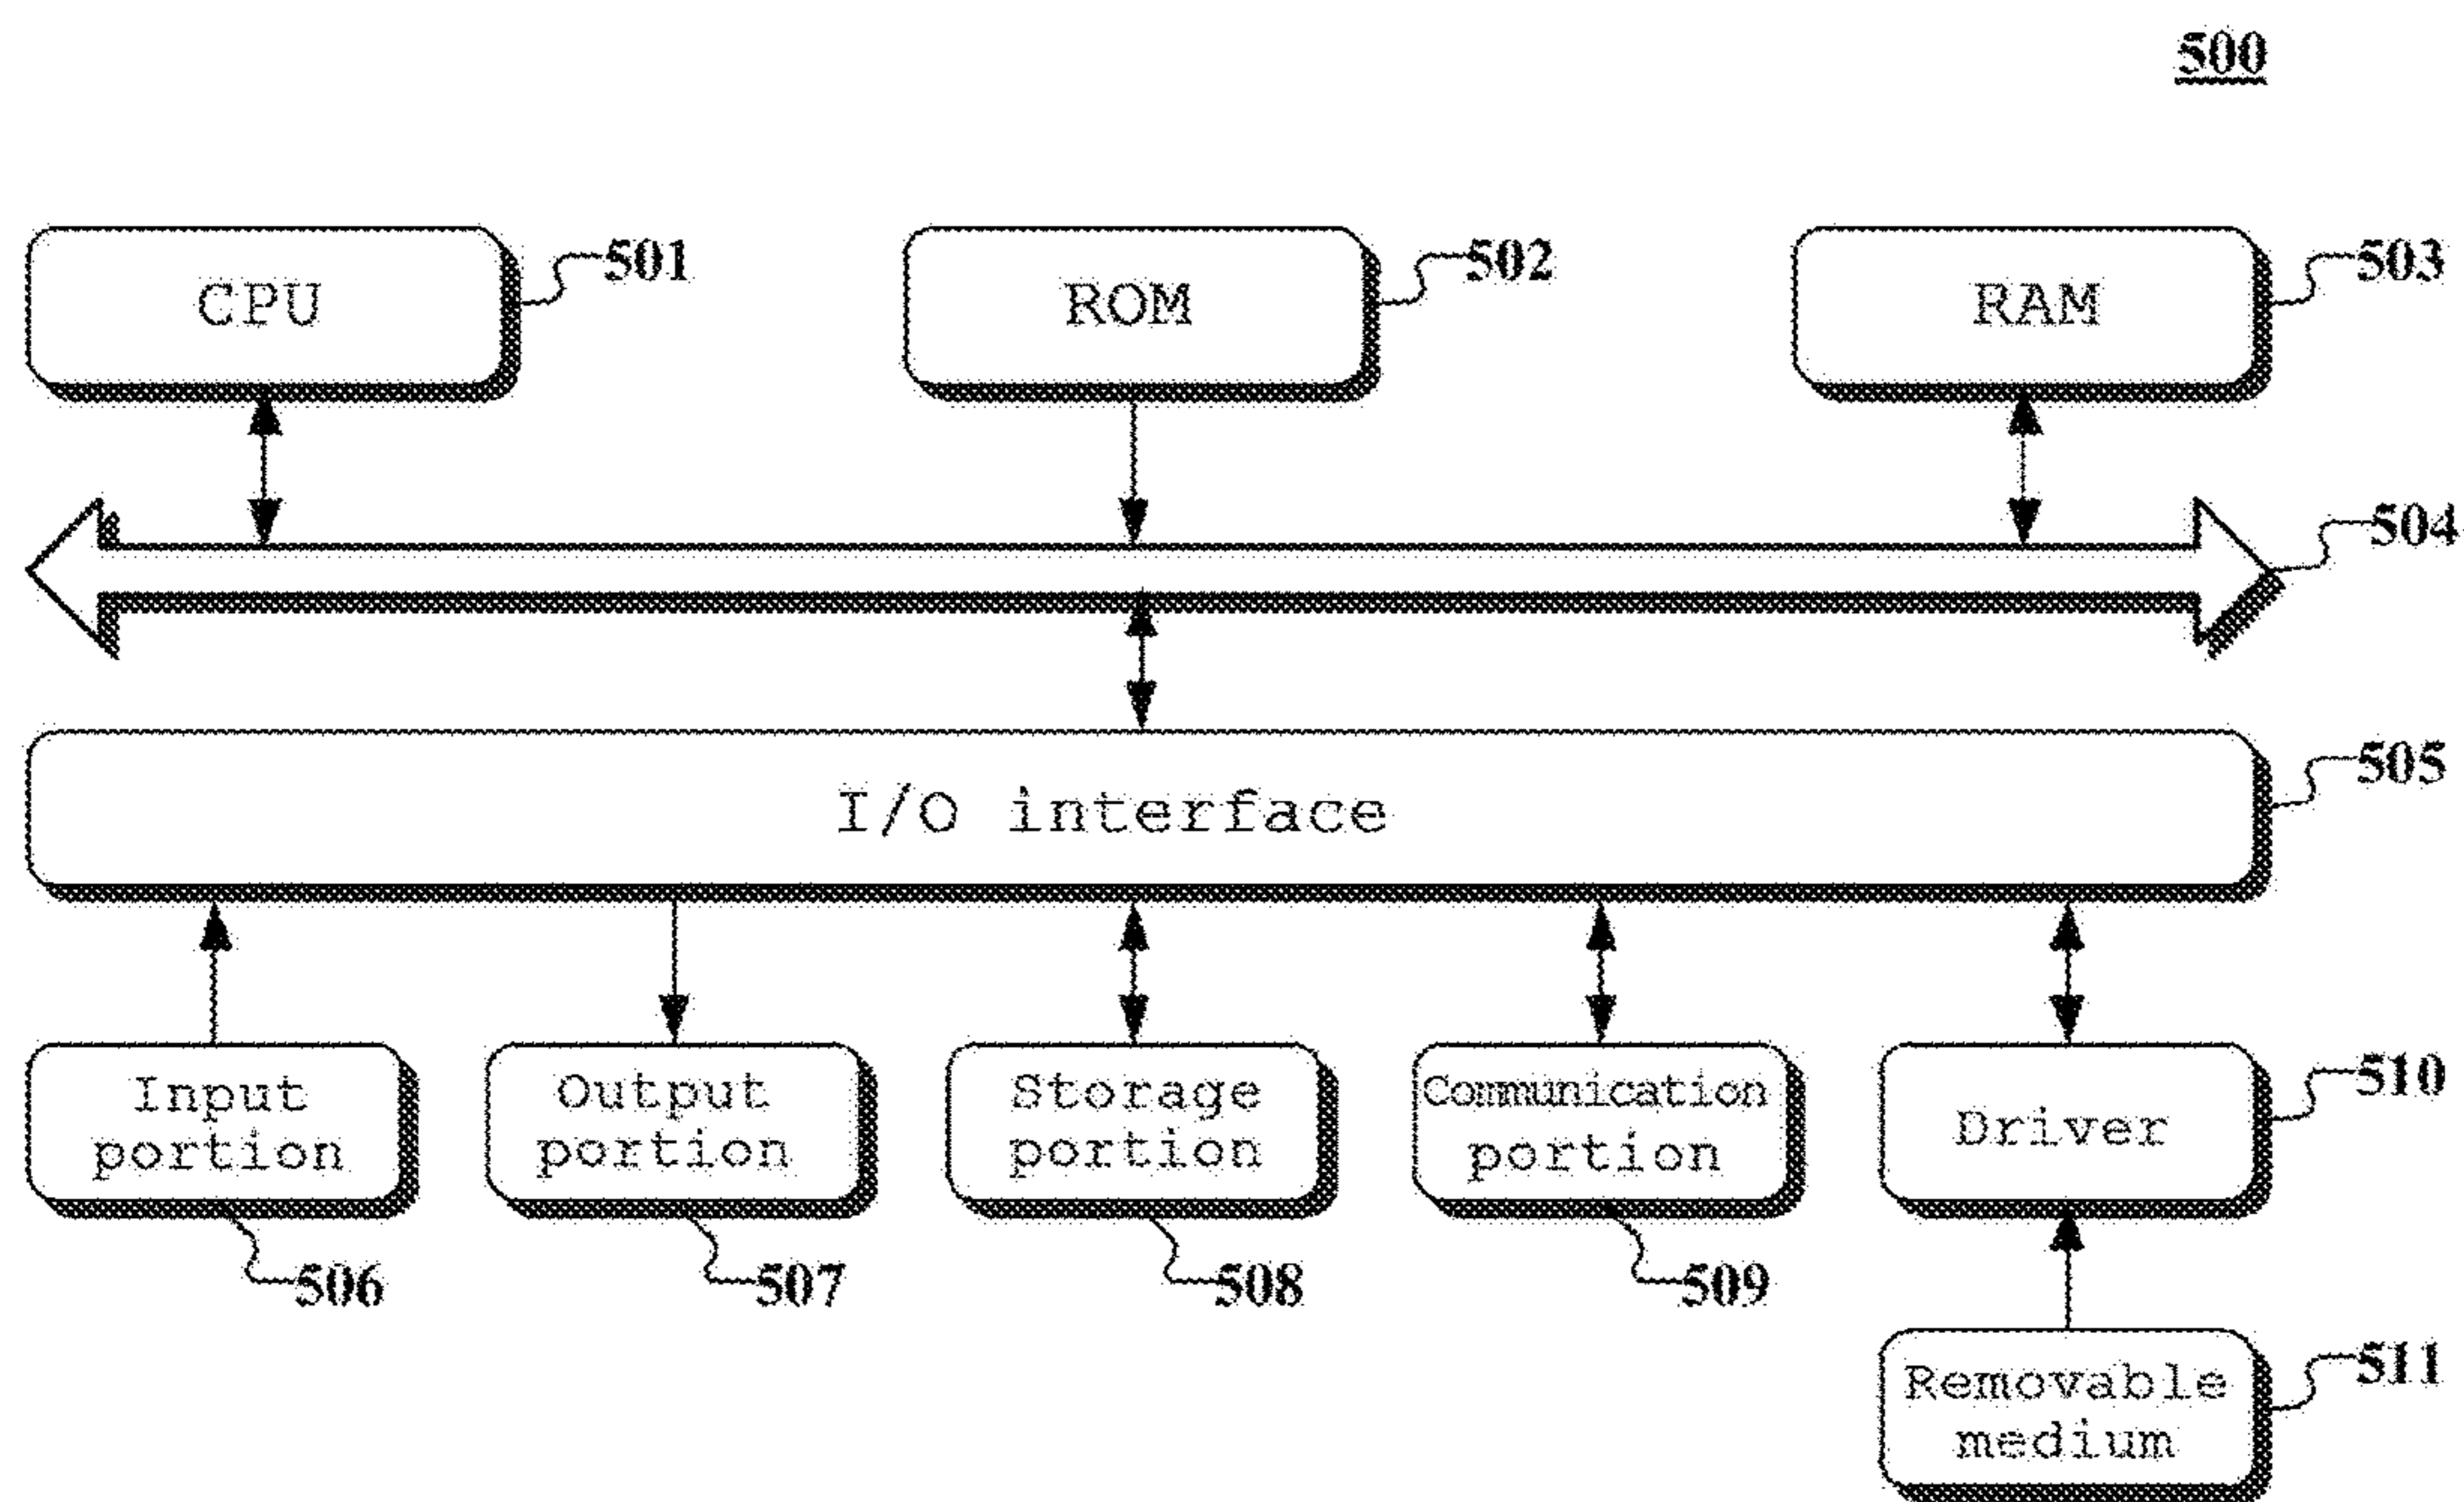 500
CPU
501
ROM
502
RAM
503
504
I/O interface
505
Input
portion
506
Output
portion
507
Storage
portion
508
Communication
portion
509
Driver
510
Removable
medium
511